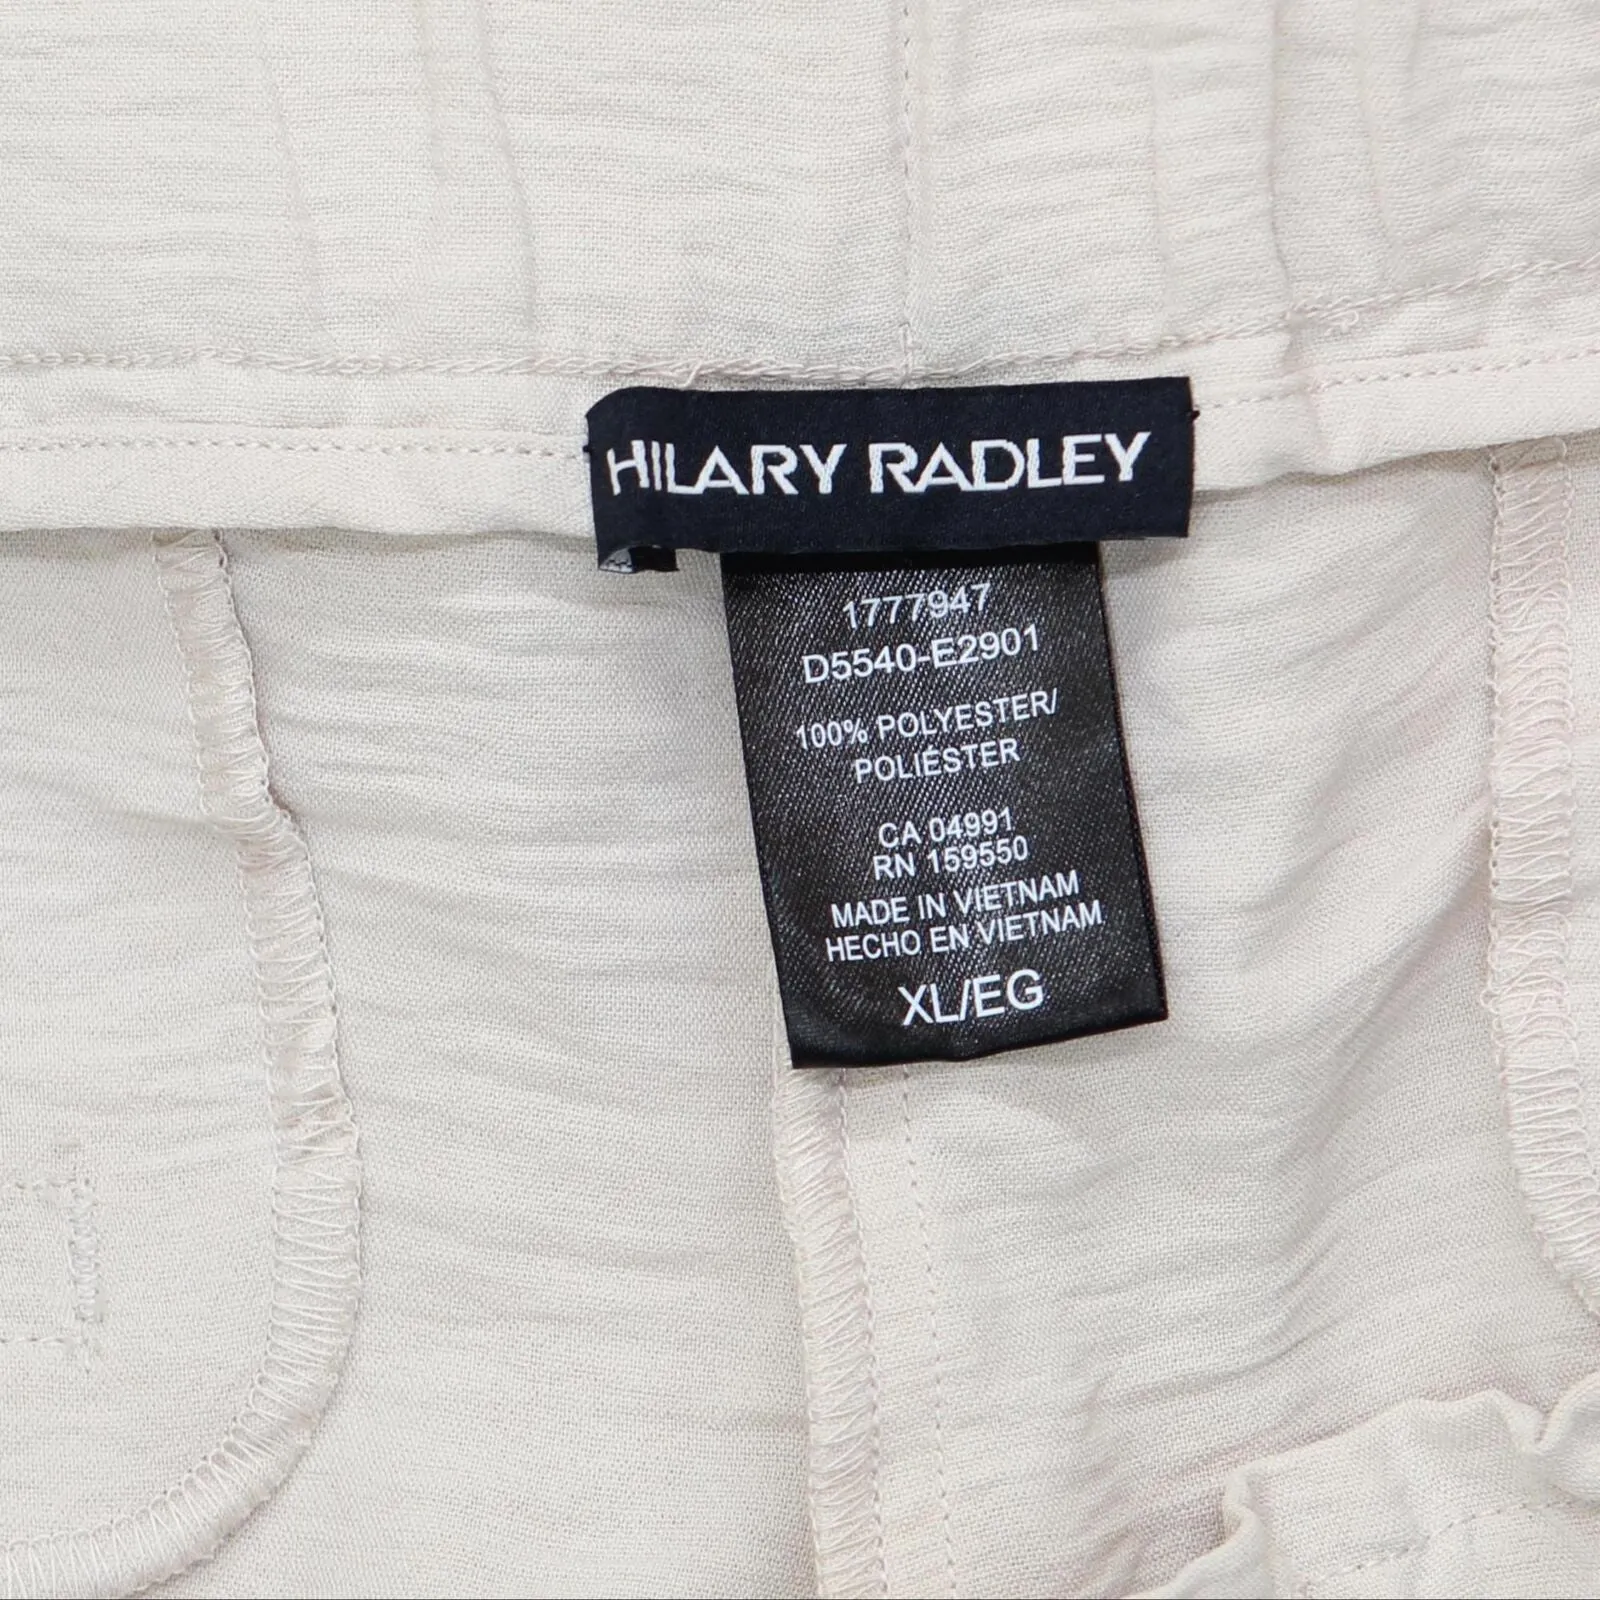 HILARY RADLEY
1777947
D5540-E2901
100% POLYESTER/
POLIÉSTER
CA 04991
RN 159550
MADE IN VIETNAM
HECHO EN VIETNAM
XL/EG